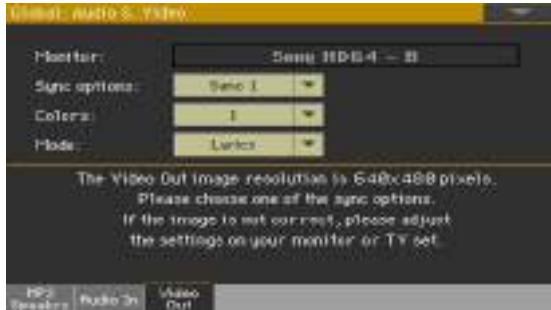 Global: Audio & Video
Monitor: Song HDG4 - B
Sync options: Sync 1
Colors: 1
Mode: Lyrics
The Video Out image resolution is 640x480 pixels.
Please choose one of the sync options.
If the image is not correct, please adjust
the settings on your monitor or TV set.
MP3 Speakers Audio In Video Out